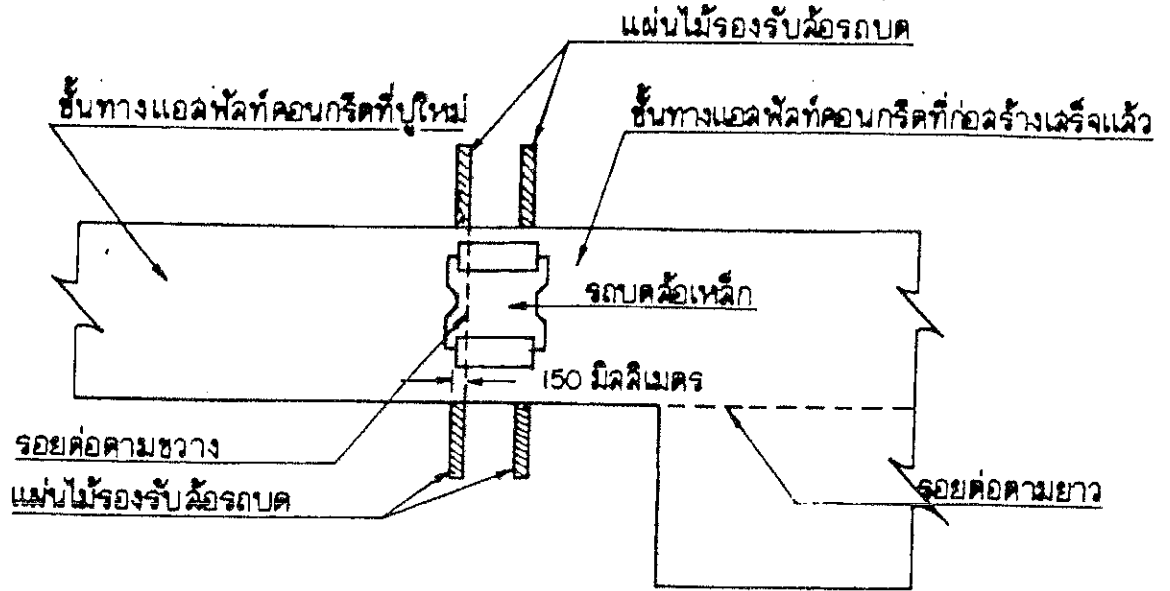 แผ่นไม้รองรับล้อรถบด
ชั้นทางแอสฟัลท์คอนกรีตที่ปูใหม่
ชั้นทางแอสฟัลท์คอนกรีตที่ก่อสร้างเสร็จแล้ว
รถบดล้อเหล็ก
150 มิลลิเมตร
รอยต่อตามขวาง
แผ่นไม้รองรับล้อรถบด
รอยต่อตามยาว